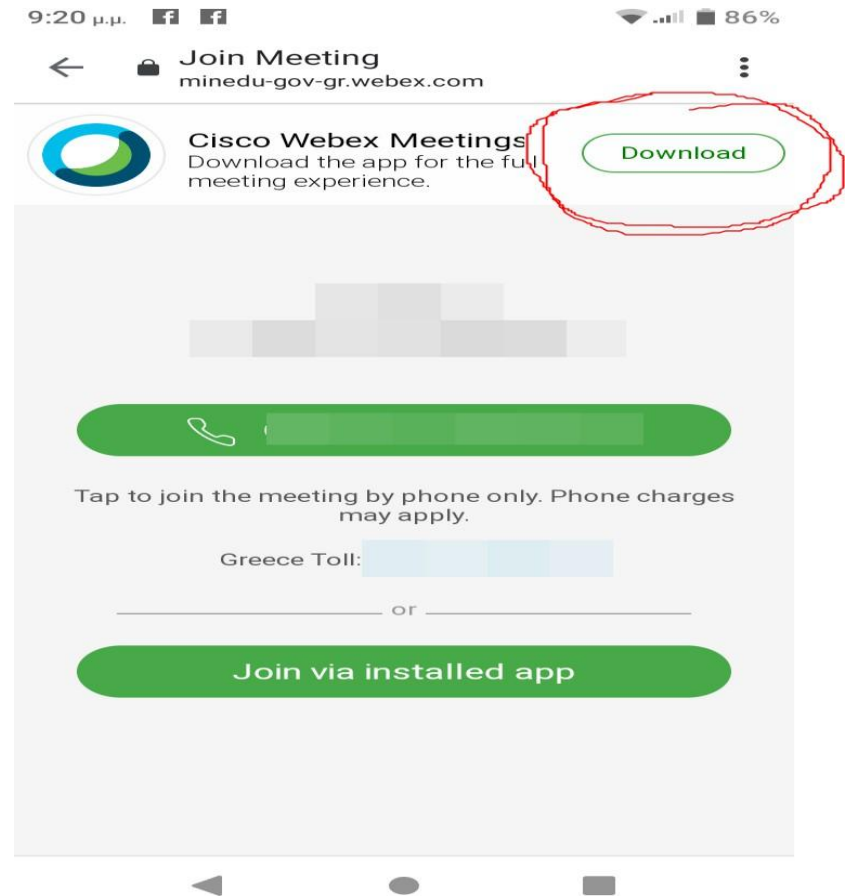 9:20 μ.μ. 86%
Join Meeting
minedu-gov-gr.webex.com
Cisco Webex Meetings
Download the app for the full
meeting experience.
Download
Tap to join the meeting by phone only. Phone charges
may apply.
Greece Toll:
or
Join via installed app